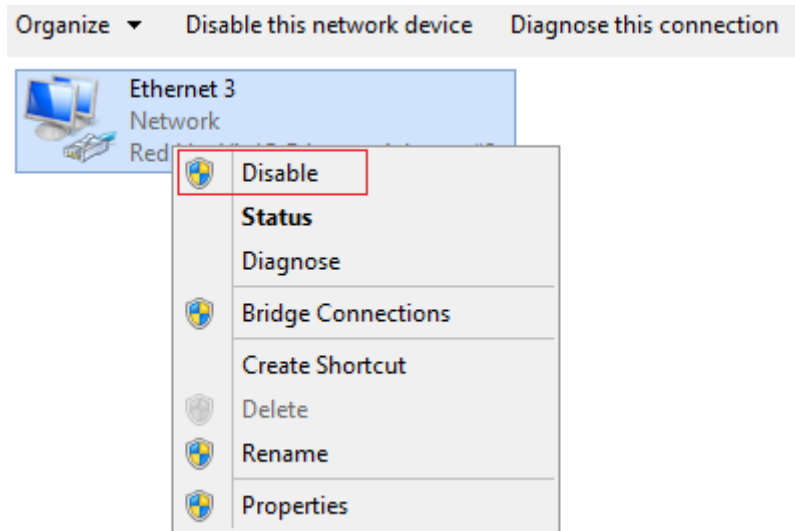 Organize Disable this network device Diagnose this connection
Ethernet 3
Network
Red
Disable
Status
Diagnose
Bridge Connections
Create Shortcut
Delete
Rename
Properties